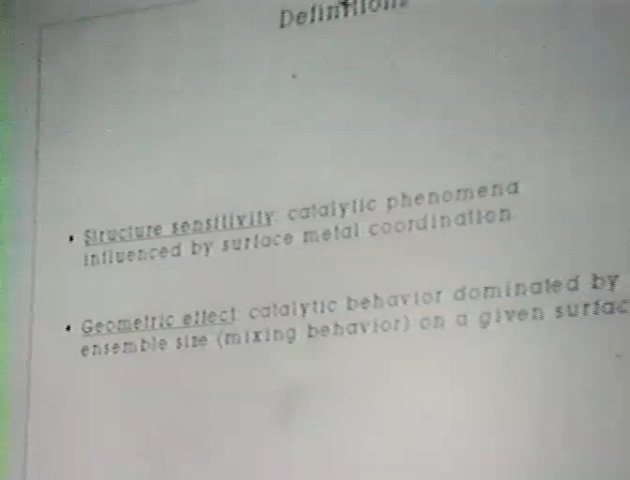 Definitions
• Structure sensitivity: catalytic phenomena
influenced by surface metal coordination
• Geometric effect: catalytic behavior dominated by
ensemble size (mixing behavior) on a given surfac